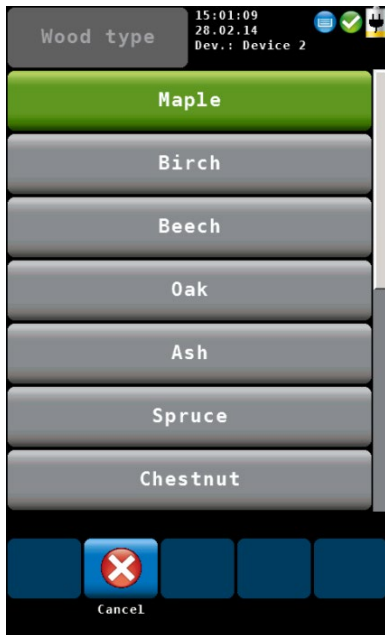 Wood type
15:01:09
28.02.14
Dev.: Device 2
Maple
Birch
Beech
Oak
Ash
Spruce
Chestnut
Cancel